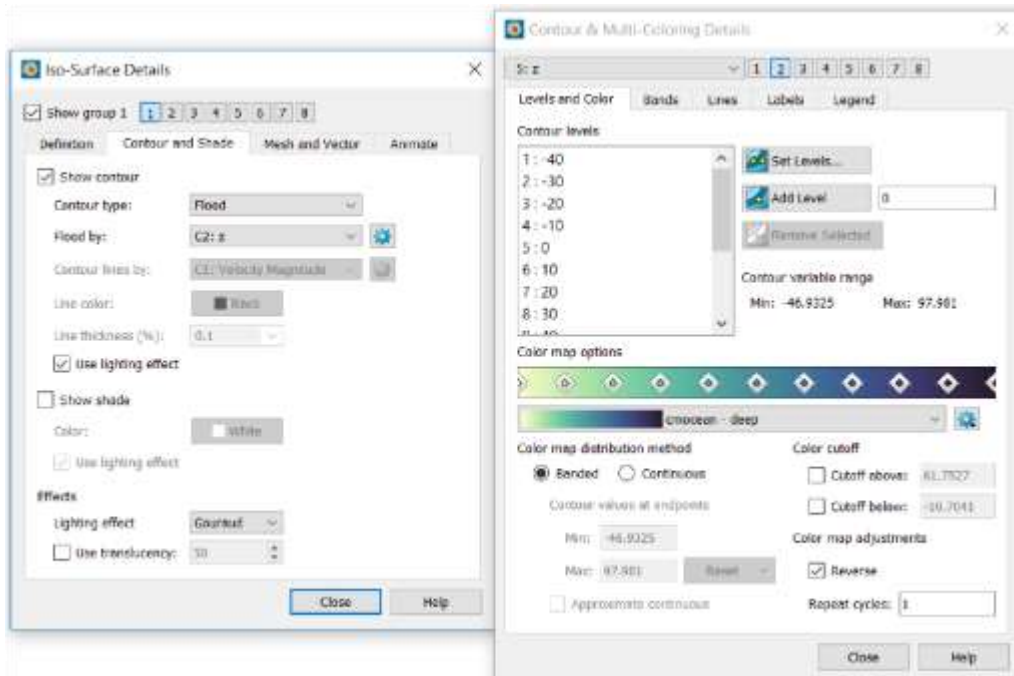 Iso-Surface Details
Show group 1 1 2 3 4 5 6 7 8
Definition Contour and Shade Mesh and Vector Animate
Show contour
Contour type: Flood
Flood by: C2: z
Contour lines by: C1: Velocity Magnitude
Line color: Black
Line thickness (%): 0.1
Use lighting effect
Show shade
Color: White
Use lighting effect
Effects
Lighting effect Gouraud
Use translucency: 50
Close Help
Contour & Multi-Coloring Details
5: z 1 2 3 4 5 6 7 8
Levels and Color Bands Lines Labels Legend
Contour levels
1 : -40
2 : -30
3 : -20
4 : -10
5 : 0
6 : 10
7 : 20
8 : 30
Set Levels...
Add Level 0
Remove Selected
Contour variable range
Min: -46.9325 Max: 97.981
Color map options
cmocean - deep
Color map distribution method
Banded Continuous
Contour values at endpoints
Min: -46.9325
Max: 97.981 Reset
Approximate continuous
Color cutoff
Cutoff above: 61.7527
Cutoff below: -10.7041
Color map adjustments
Reverse
Repeat cycles: 1
Close Help